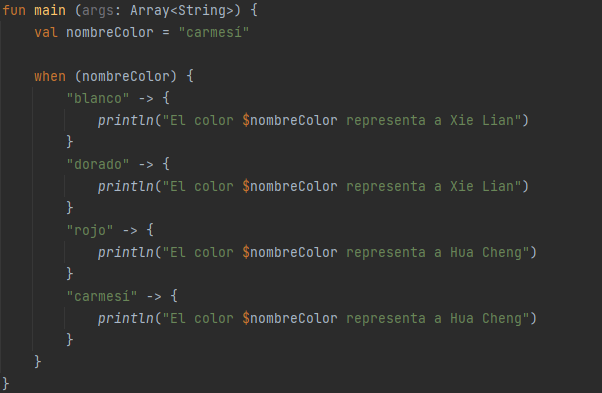 fun main (args: Array<String>) {
    val nombreColor = "carmesí"

    when (nombreColor) {
        "blanco" -> {
            println("El color $nombreColor representa a Xie Lian")
        }
        "dorado" -> {
            println("El color $nombreColor representa a Xie Lian")
        }
        "rojo" -> {
            println("El color $nombreColor representa a Hua Cheng")
        }
        "carmesí" -> {
            println("El color $nombreColor representa a Hua Cheng")
        }
    }
}